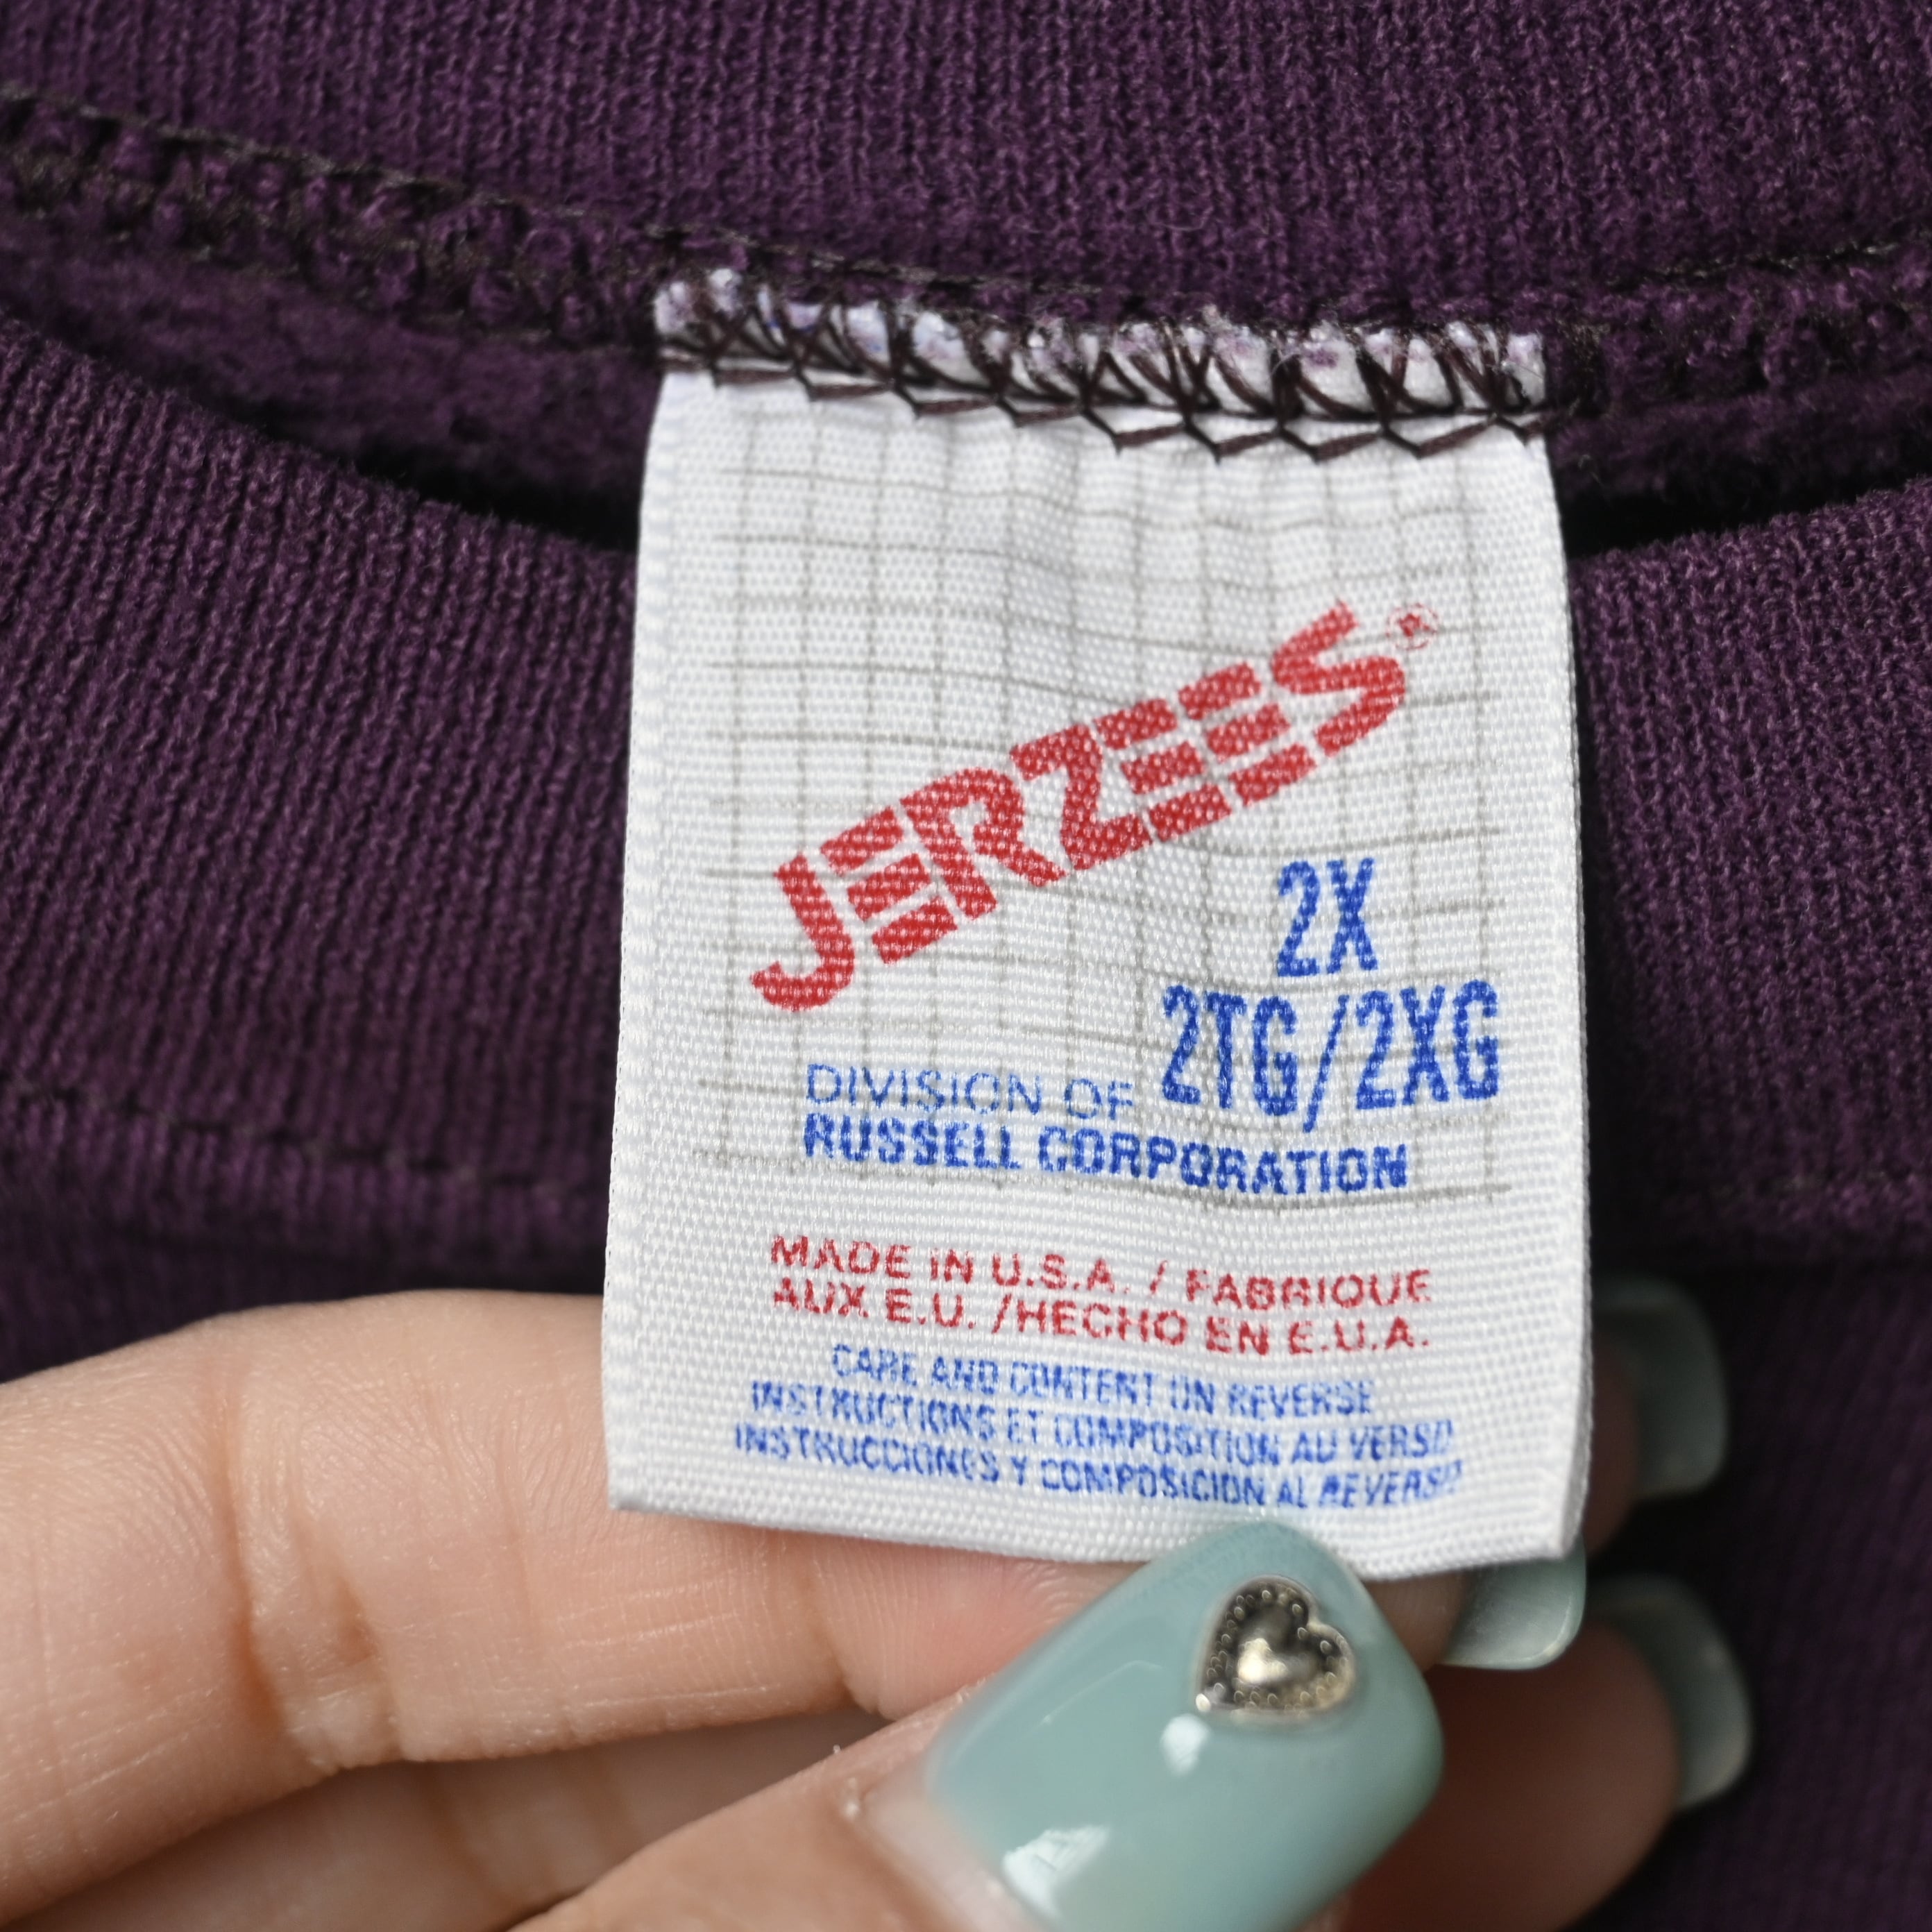 JERZEES®
2X
2TG/2XG
DIVISION OF
RUSSELL CORPORATION
MADE IN U.S.A. / FABRIQUE
AUX E.U. /HECHO EN E.U.A.
CARE AND CONTENT ON REVERSE
INSTRUCTIONS ET COMPOSITION AU VERSO
INSTRUCCIONES Y COMPOSICION AL REVERSO